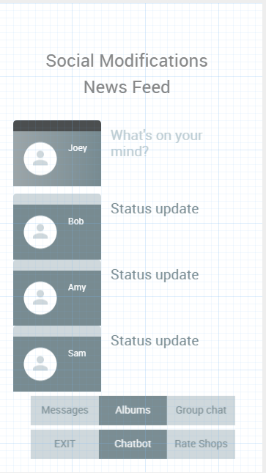 Social Modifications
News Feed
Joey
What's on your
mind?
Bob
Status update
Amy
Status update
Sam
Status update
Messages Albums Group chat
EXIT Chatbot Rate Shops